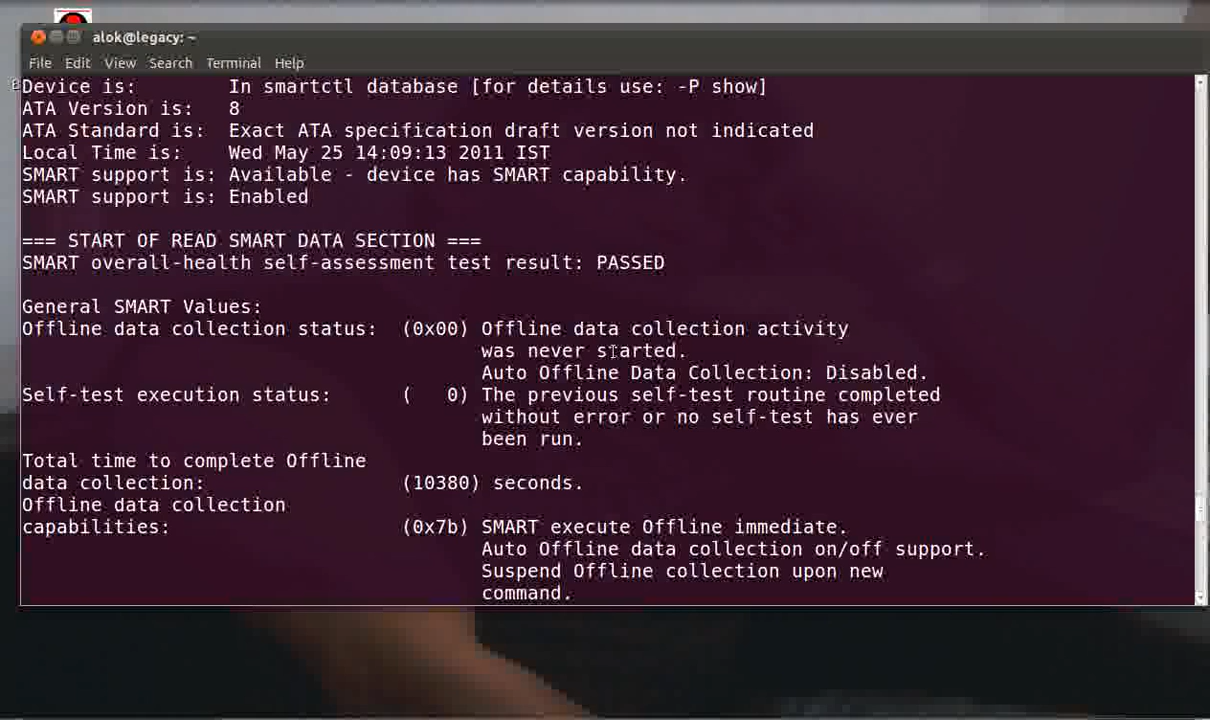 alok@legacy: ~
File Edit View Search Terminal Help
Device is: In smartctl database [for details use: -P show]
ATA Version is: 8
ATA Standard is: Exact ATA specification draft version not indicated
Local Time is: Wed May 25 14:09:13 2011 IST
SMART support is: Available - device has SMART capability.
SMART support is: Enabled
=== START OF READ SMART DATA SECTION ===
SMART overall-health self-assessment test result: PASSED
General SMART Values:
Offline data collection status: (0x00) Offline data collection activity
was never started.
Auto Offline Data Collection: Disabled.
Self-test execution status: ( 0) The previous self-test routine completed
without error or no self-test has ever
been run.
Total time to complete Offline
data collection: (10380) seconds.
Offline data collection
capabilities: (0x7b) SMART execute Offline immediate.
Auto Offline data collection on/off support.
Suspend Offline collection upon new
command.